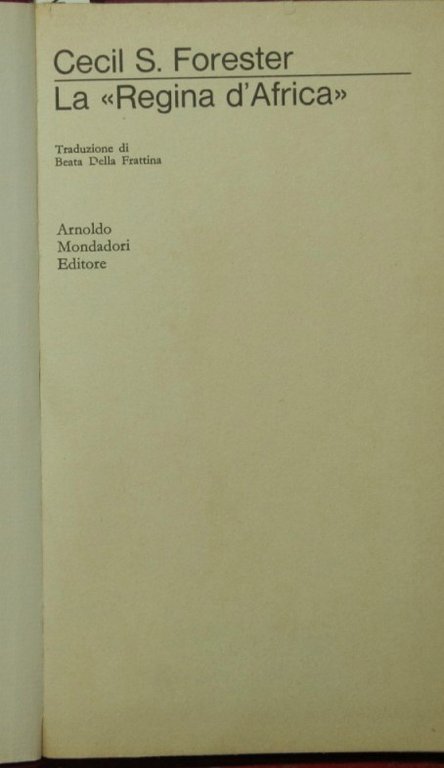 Cecil S. Forester
La «Regina d'Africa»
Traduzione di
Beata Della Frattina
Arnoldo
Mondadori
Editore